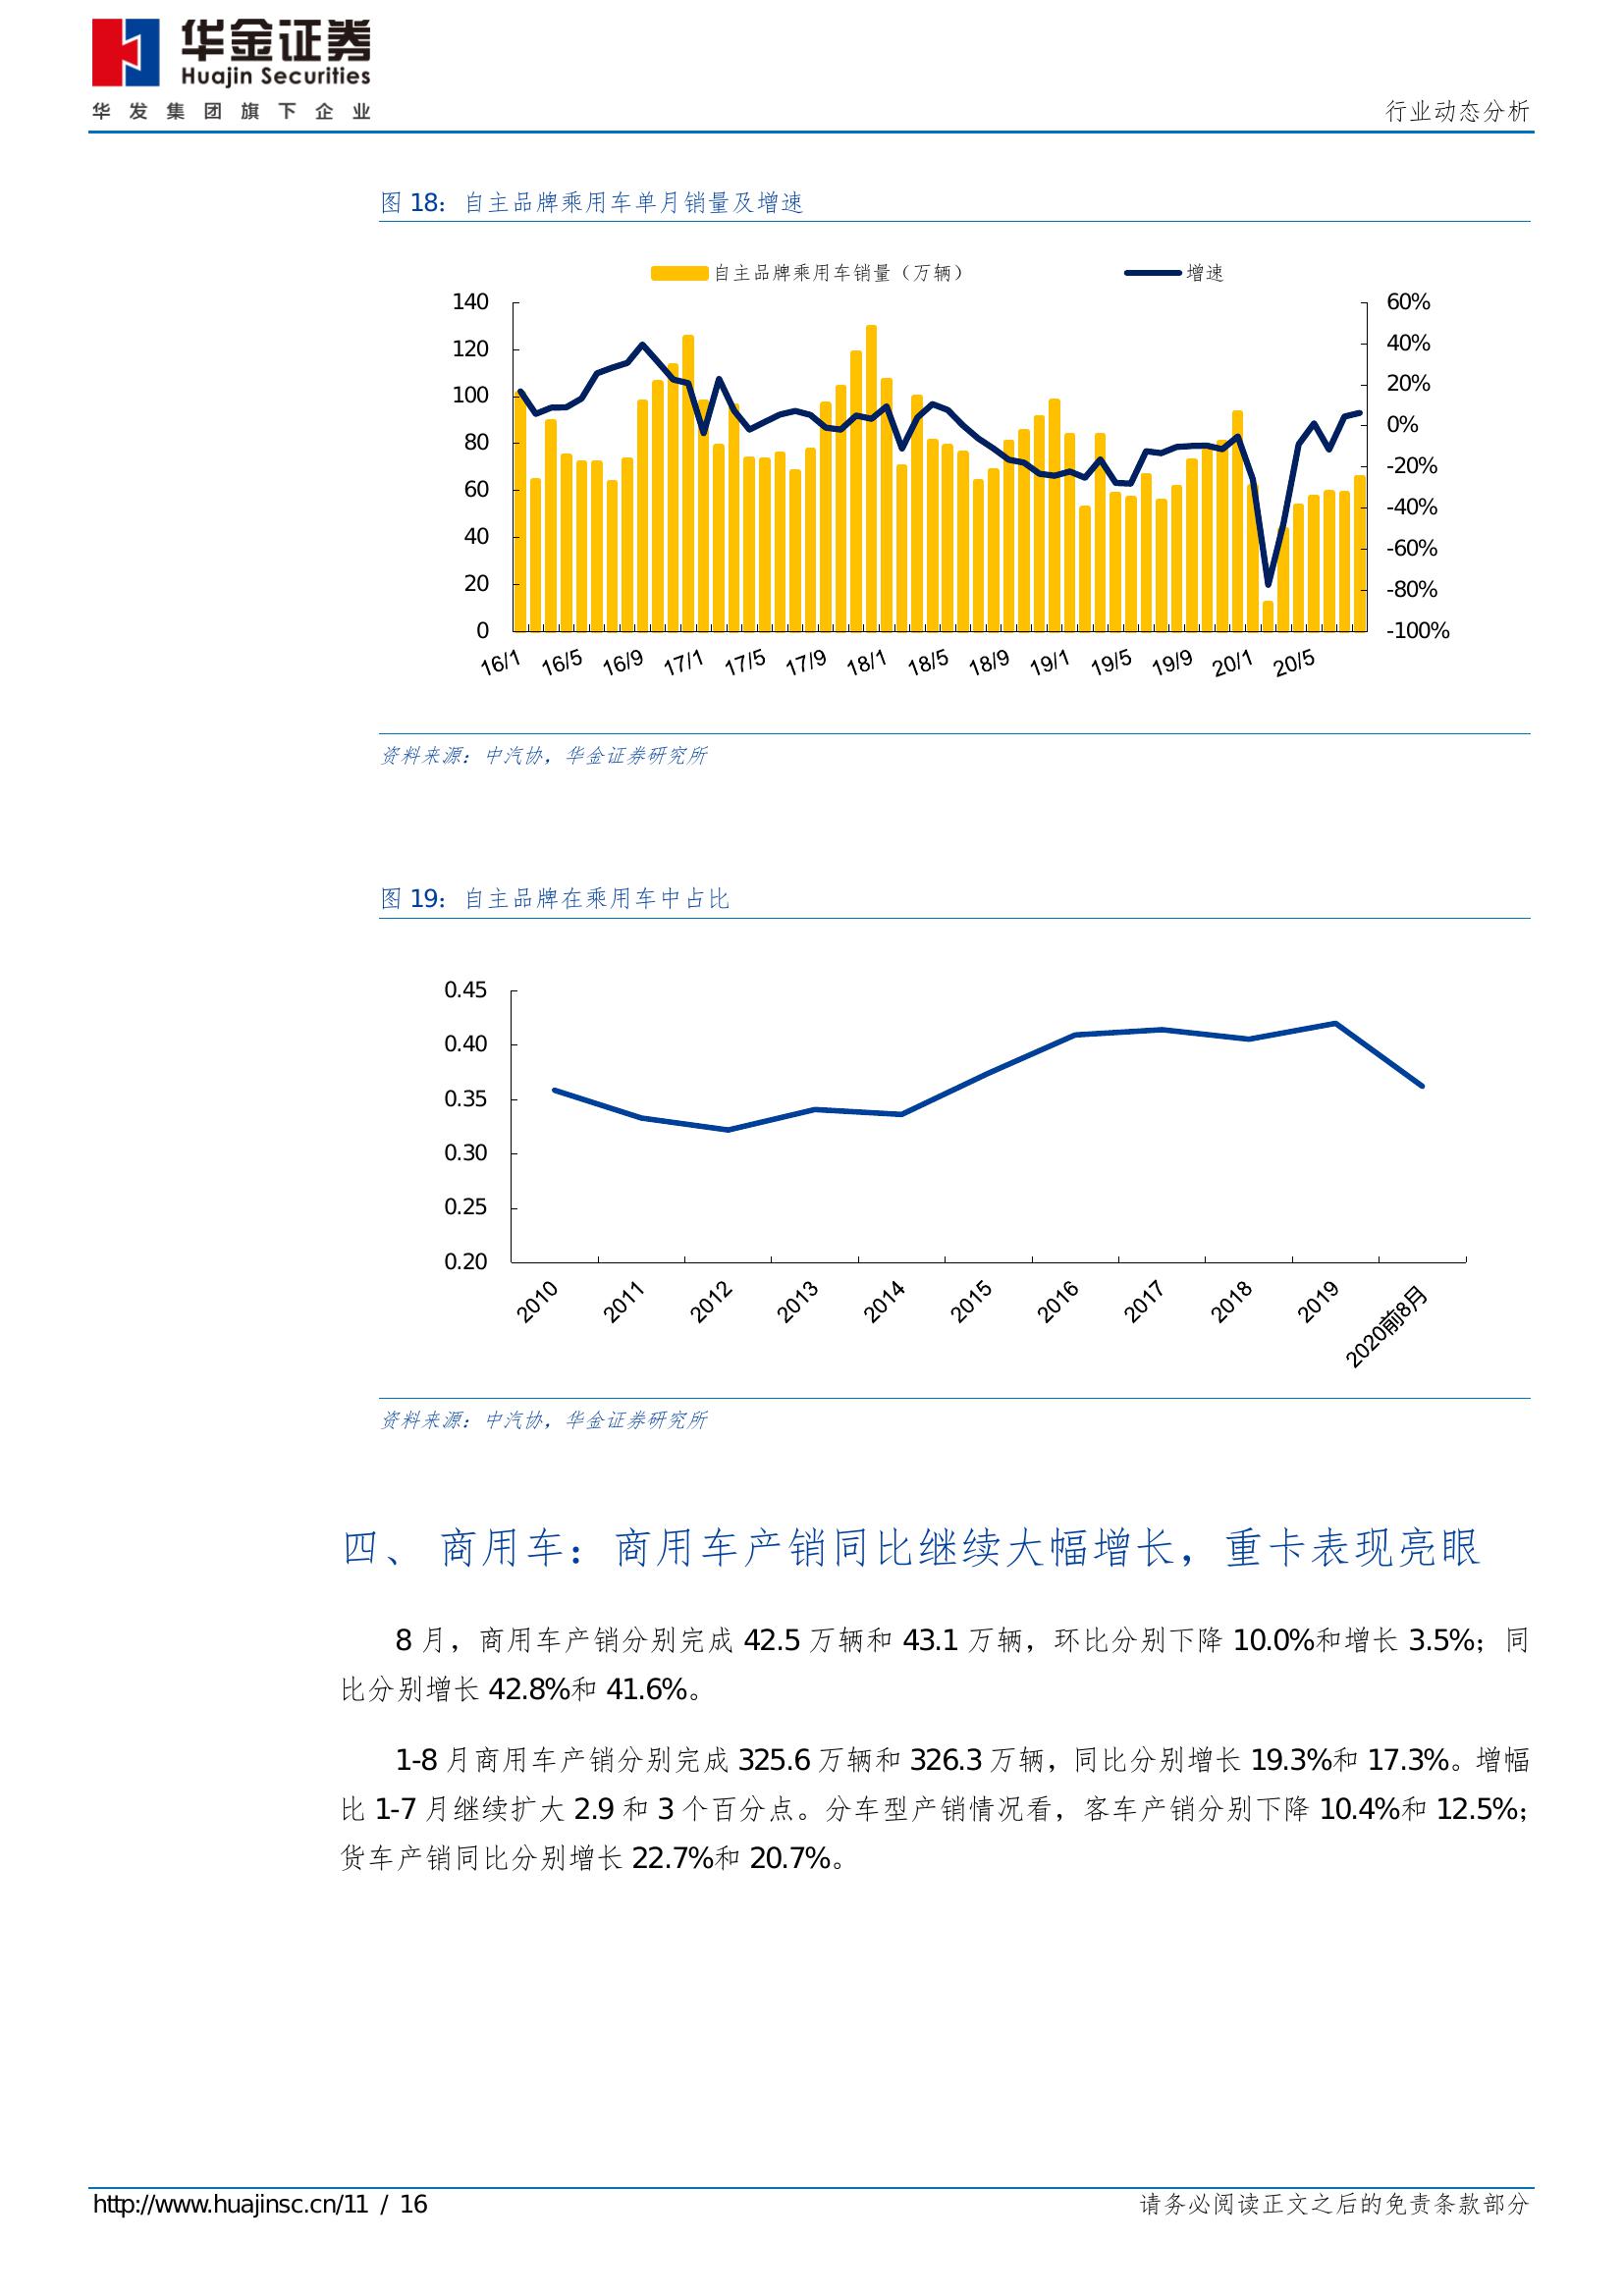 华金证券
Huajin Securities
华发集团旗下企业
行业动态分析
图 18：自主品牌乘用车单月销量及增速
自主品牌乘用车销量（万辆） 增速
140 60%
120 40%
100 20%
80 0%
60 -20%
40 -40%
20 -60%
0 -80%
-100%
16/1 16/5 16/9 17/1 17/5 17/9 18/1 18/5 18/9 19/1 19/5 19/9 20/1 20/5
资料来源：中汽协，华金证券研究所
图 19：自主品牌在乘用车中占比
0.45
0.40
0.35
0.30
0.25
0.20
2010 2011 2012 2013 2014 2015 2016 2017 2018 2019 2020前8月
资料来源：中汽协，华金证券研究所
四、 商用车：商用车产销同比继续大幅增长，重卡表现亮眼
8 月，商用车产销分别完成 42.5 万辆和 43.1 万辆，环比分别下降 10.0%和增长 3.5%；同
比分别增长 42.8%和 41.6%。
1-8 月商用车产销分别完成 325.6 万辆和 326.3 万辆，同比分别增长 19.3%和 17.3%。增幅
比 1-7 月继续扩大 2.9 和 3 个百分点。分车型产销情况看，客车产销分别下降 10.4%和 12.5%；
货车产销同比分别增长 22.7%和 20.7%。
http://www.huajinsc.cn/11 / 16 请务必阅读正文之后的免责条款部分